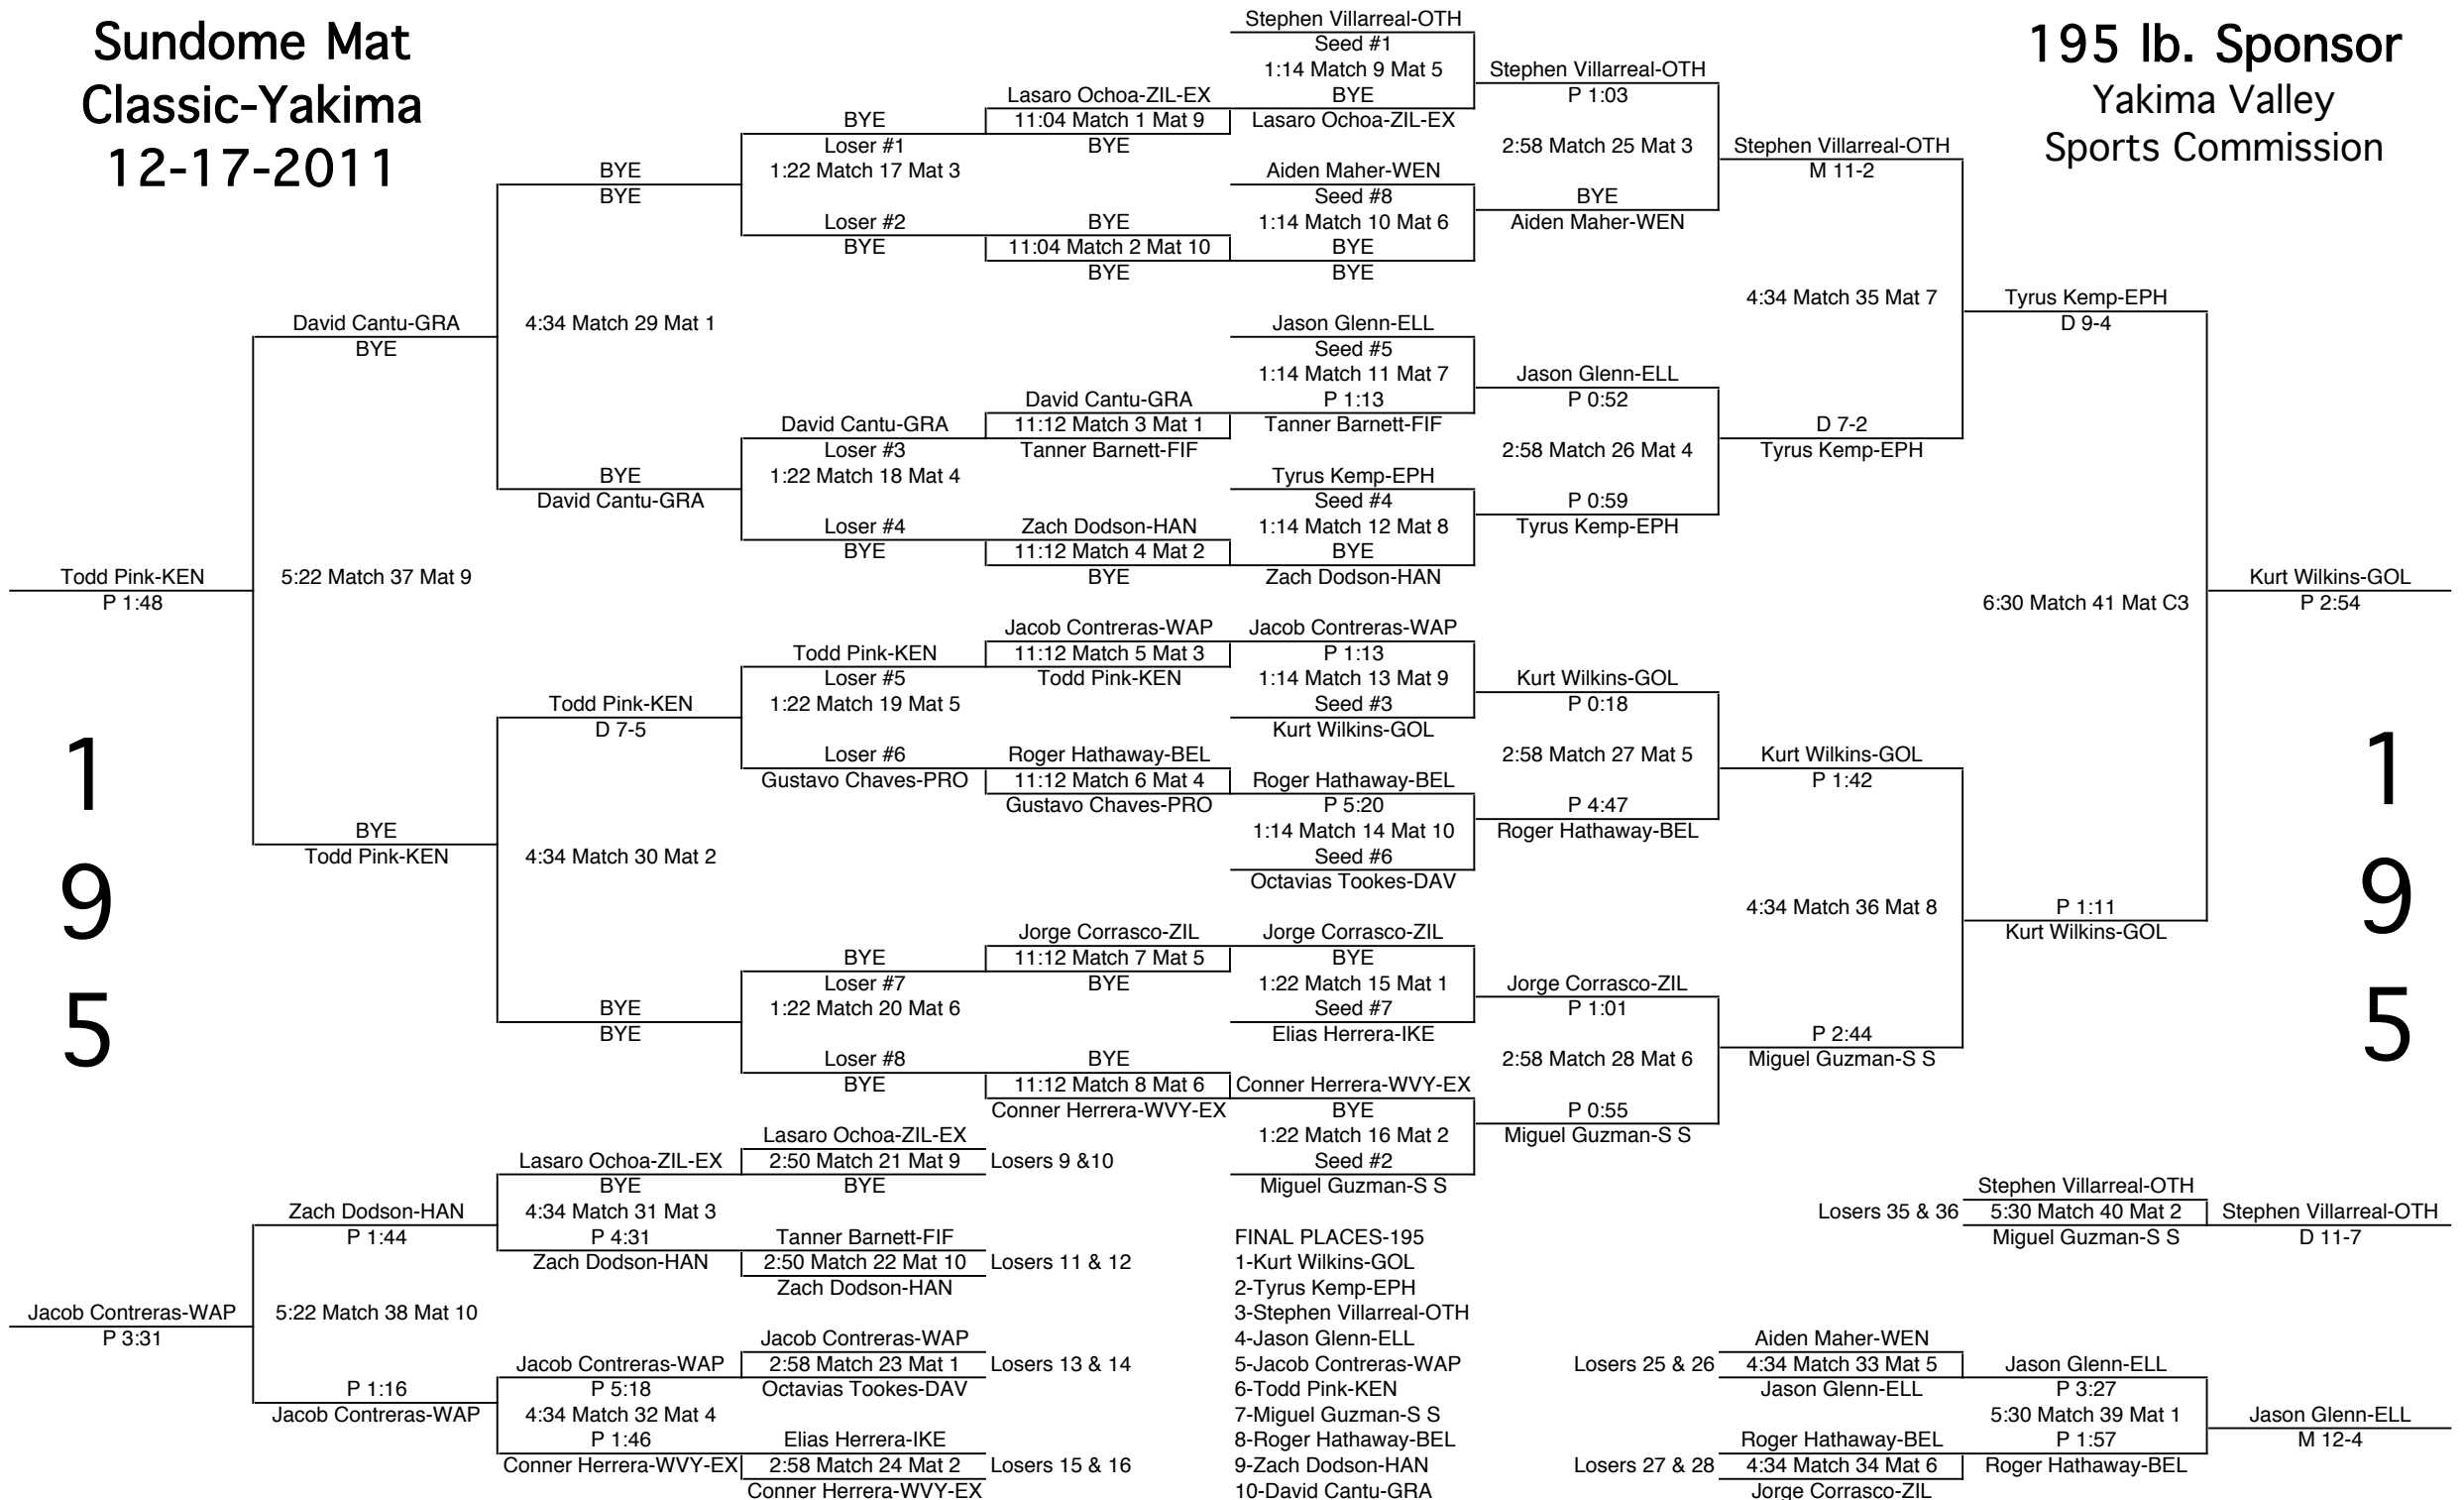 Sundome Mat
Classic-Yakima
12-17-2011
195 lb. Sponsor
Yakima Valley
Sports Commission
Stephen Villarreal-OTH
Seed #1
1:14 Match 9 Mat 5
BYE
Lasaro Ochoa-ZIL-EX
Aiden Maher-WEN
Seed #8
1:14 Match 10 Mat 6
BYE
BYE
Jason Glenn-ELL
Seed #5
1:14 Match 11 Mat 7
P 1:13
Tanner Barnett-FIF
Tyrus Kemp-EPH
Seed #4
1:14 Match 12 Mat 8
BYE
Zach Dodson-HAN
Jacob Contreras-WAP
P 1:13
1:14 Match 13 Mat 9
Seed #3
Kurt Wilkins-GOL
Roger Hathaway-BEL
P 5:20
1:14 Match 14 Mat 10
Seed #6
Octavias Tookes-DAV
Jorge Corrasco-ZIL
BYE
1:22 Match 15 Mat 1
Seed #7
Elias Herrera-IKE
Conner Herrera-WVY-EX
BYE
1:22 Match 16 Mat 2
Seed #2
Miguel Guzman-S S
Lasaro Ochoa-ZIL-EX
11:04 Match 1 Mat 9
BYE
BYE
11:04 Match 2 Mat 10
BYE
David Cantu-GRA
11:12 Match 3 Mat 1
Tanner Barnett-FIF
Zach Dodson-HAN
11:12 Match 4 Mat 2
BYE
Jacob Contreras-WAP
11:12 Match 5 Mat 3
Todd Pink-KEN
Roger Hathaway-BEL
11:12 Match 6 Mat 4
Gustavo Chaves-PRO
Jorge Corrasco-ZIL
11:12 Match 7 Mat 5
BYE
BYE
11:12 Match 8 Mat 6
Conner Herrera-WVY-EX
BYE
Loser #1
1:22 Match 17 Mat 3
Loser #2
BYE
David Cantu-GRA
Loser #3
1:22 Match 18 Mat 4
Loser #4
BYE
Todd Pink-KEN
Loser #5
1:22 Match 19 Mat 5
Loser #6
Gustavo Chaves-PRO
BYE
Loser #7
1:22 Match 20 Mat 6
Loser #8
BYE
BYE
BYE
4:34 Match 29 Mat 1
BYE
David Cantu-GRA
Todd Pink-KEN
D 7-5
4:34 Match 30 Mat 2
BYE
BYE
David Cantu-GRA
BYE
5:22 Match 37 Mat 9
BYE
Todd Pink-KEN
Todd Pink-KEN
P 1:48
Stephen Villarreal-OTH
P 1:03
2:58 Match 25 Mat 3
BYE
Aiden Maher-WEN
Jason Glenn-ELL
P 0:52
2:58 Match 26 Mat 4
P 0:59
Tyrus Kemp-EPH
Kurt Wilkins-GOL
P 0:18
2:58 Match 27 Mat 5
P 4:47
Roger Hathaway-BEL
Jorge Corrasco-ZIL
P 1:01
2:58 Match 28 Mat 6
P 0:55
Miguel Guzman-S S
Stephen Villarreal-OTH
M 11-2
4:34 Match 35 Mat 7
D 7-2
Tyrus Kemp-EPH
Kurt Wilkins-GOL
P 1:42
4:34 Match 36 Mat 8
P 2:44
Miguel Guzman-S S
Tyrus Kemp-EPH
D 9-4
6:30 Match 41 Mat C3
P 1:11
Kurt Wilkins-GOL
Kurt Wilkins-GOL
P 2:54
1
9
5
1
9
5
Lasaro Ochoa-ZIL-EX
2:50 Match 21 Mat 9
Losers 9 &10
BYE
Tanner Barnett-FIF
2:50 Match 22 Mat 10
Losers 11 & 12
Zach Dodson-HAN
Jacob Contreras-WAP
2:58 Match 23 Mat 1
Losers 13 & 14
Octavias Tookes-DAV
Elias Herrera-IKE
2:58 Match 24 Mat 2
Losers 15 & 16
Conner Herrera-WVY-EX
Lasaro Ochoa-ZIL-EX
BYE
4:34 Match 31 Mat 3
P 4:31
Zach Dodson-HAN
Jacob Contreras-WAP
P 5:18
4:34 Match 32 Mat 4
P 1:46
Conner Herrera-WVY-EX
Zach Dodson-HAN
P 1:44
5:22 Match 38 Mat 10
P 1:16
Jacob Contreras-WAP
Jacob Contreras-WAP
P 3:31
FINAL PLACES-195
1-Kurt Wilkins-GOL
2-Tyrus Kemp-EPH
3-Stephen Villarreal-OTH
4-Jason Glenn-ELL
5-Jacob Contreras-WAP
6-Todd Pink-KEN
7-Miguel Guzman-S S
8-Roger Hathaway-BEL
9-Zach Dodson-HAN
10-David Cantu-GRA
Stephen Villarreal-OTH
Losers 35 & 36
5:30 Match 40 Mat 2
Miguel Guzman-S S
Stephen Villarreal-OTH
D 11-7
Aiden Maher-WEN
Losers 25 & 26
4:34 Match 33 Mat 5
Jason Glenn-ELL
Roger Hathaway-BEL
Losers 27 & 28
4:34 Match 34 Mat 6
Jorge Corrasco-ZIL
Jason Glenn-ELL
P 3:27
5:30 Match 39 Mat 1
P 1:57
Roger Hathaway-BEL
Jason Glenn-ELL
M 12-4